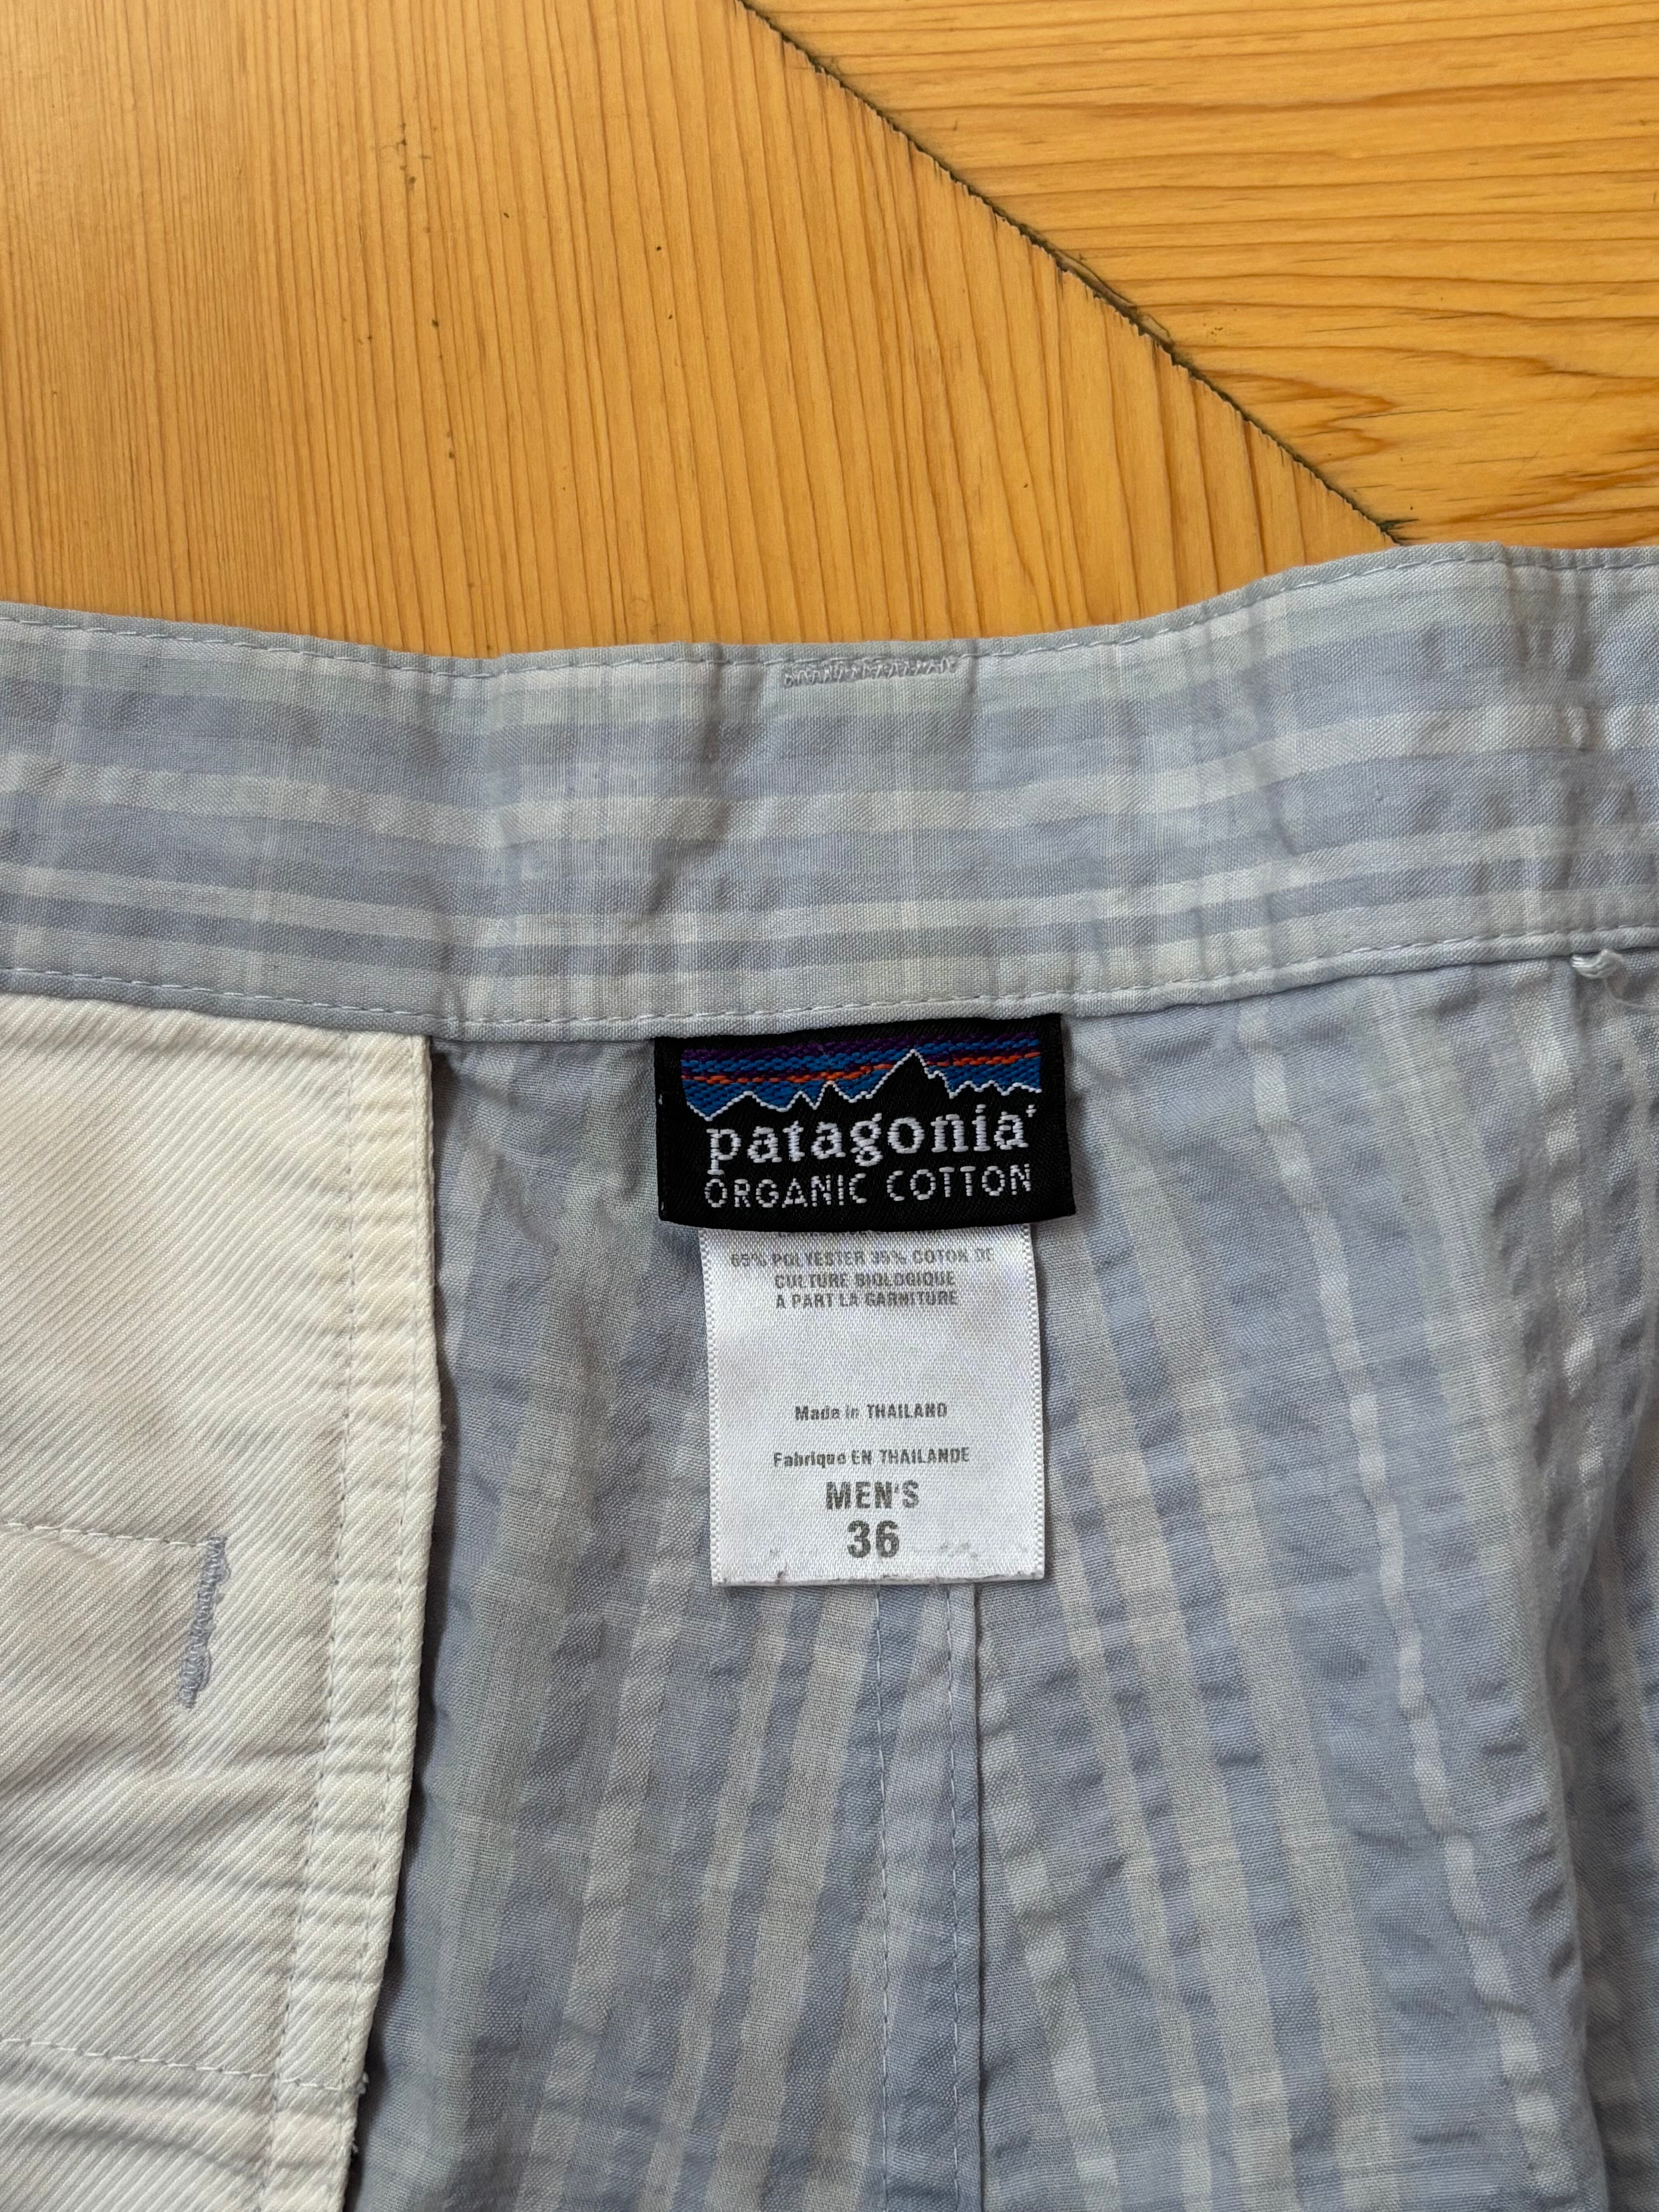 patagonia®
ORGANIC COTTON
65% POLYESTER 35% COTON DE
CULTURE BIOLOGIQUE
A PART LA GARNITURE
Made in THAILAND
Fabriqué EN THAILANDE
MEN'S
36